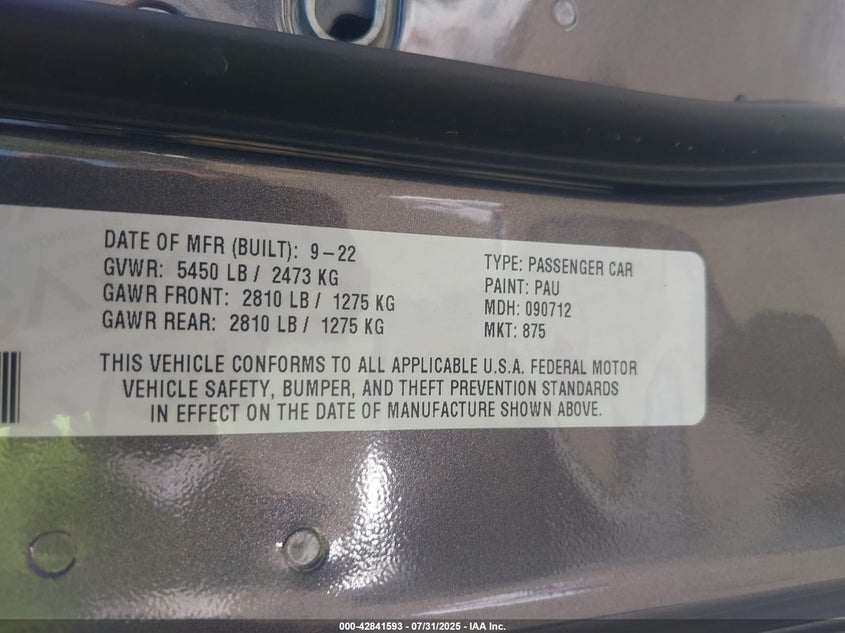 DATE OF MFR (BUILT): 9-22
GVWR: 5450 LB / 2473 KG
GAWR FRONT: 2810 LB / 1275 KG
GAWR REAR: 2810 LB / 1275 KG
TYPE: PASSENGER CAR
PAINT: PAU
MDH: 090712
MKT: 875
THIS VEHICLE CONFORMS TO ALL APPLICABLE U.S.A. FEDERAL MOTOR
VEHICLE SAFETY, BUMPER, AND THEFT PREVENTION STANDARDS
IN EFFECT ON THE DATE OF MANUFACTURE SHOWN ABOVE.
000-42841593 - 07/31/2025 - IAA Inc.